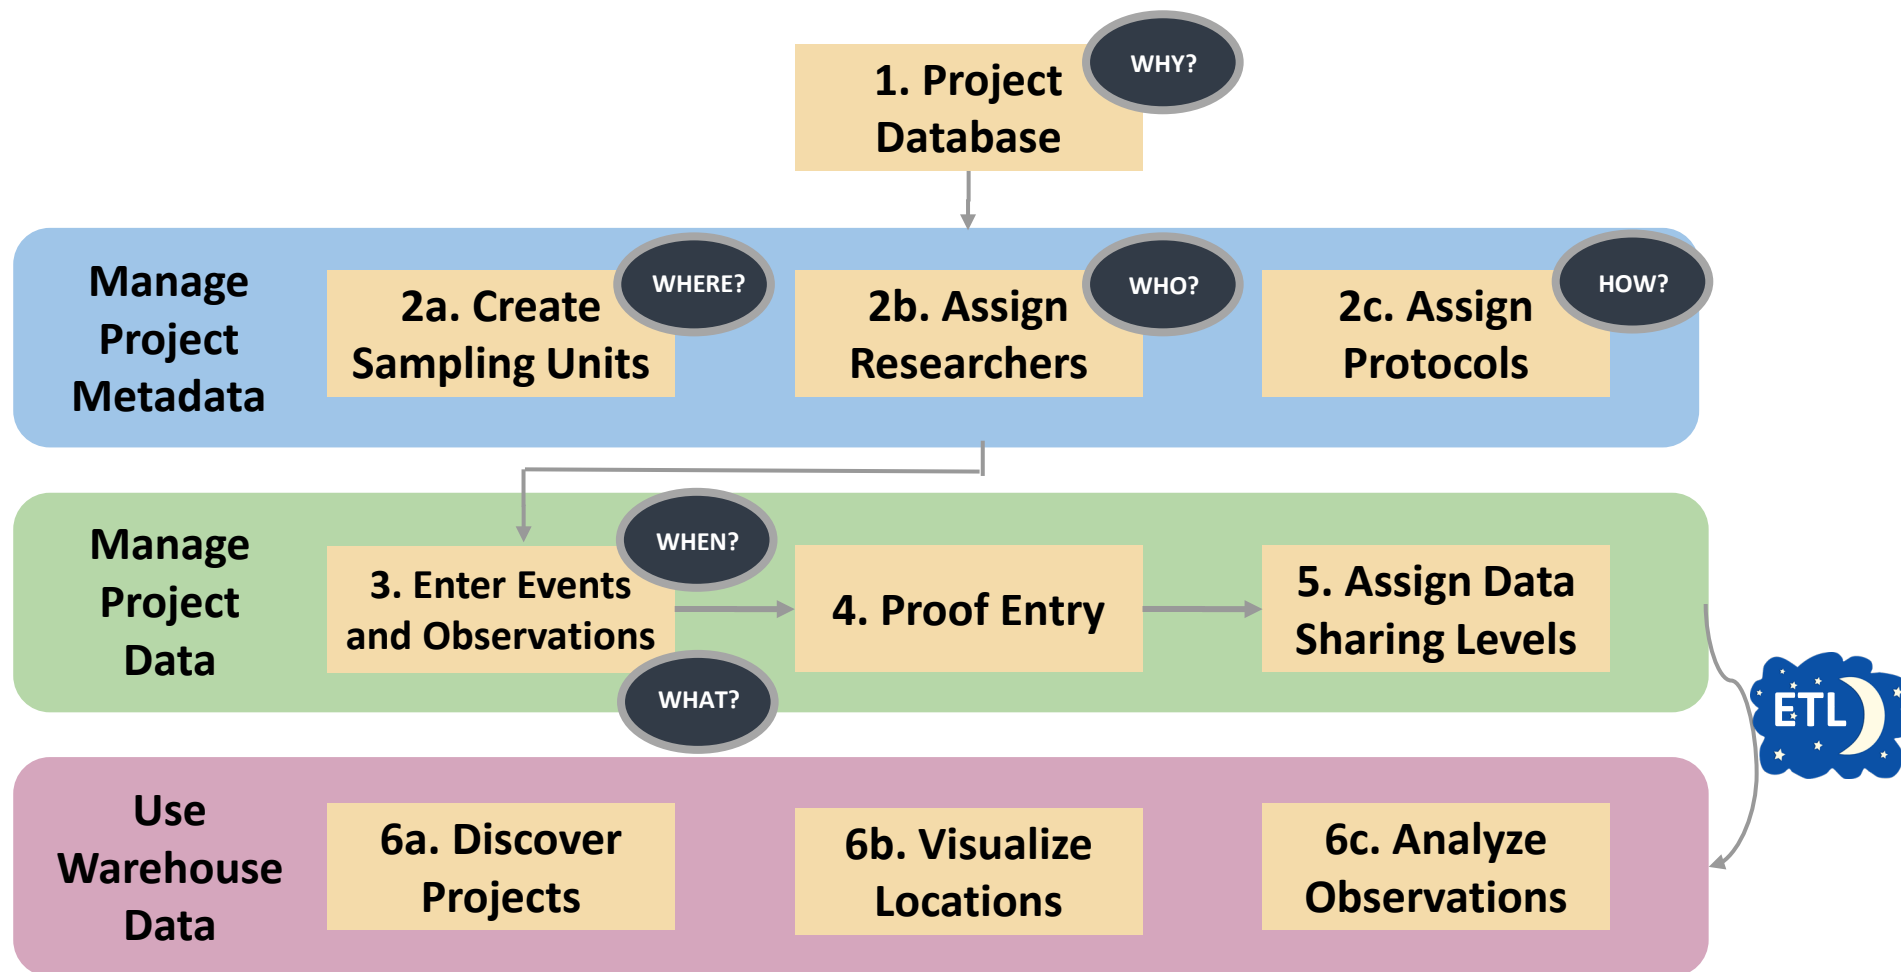 WHY?
1. Project
Database
Manage
Project
Metadata
WHERE?
2a. Create
Sampling Units
WHO?
2b. Assign
Researchers
HOW?
2c. Assign
Protocols
Manage
Project
Data
WHEN?
3. Enter Events
and Observations
WHAT?
4. Proof Entry
5. Assign Data
Sharing Levels
ETL
Use
Warehouse
Data
6a. Discover
Projects
6b. Visualize
Locations
6c. Analyze
Observations